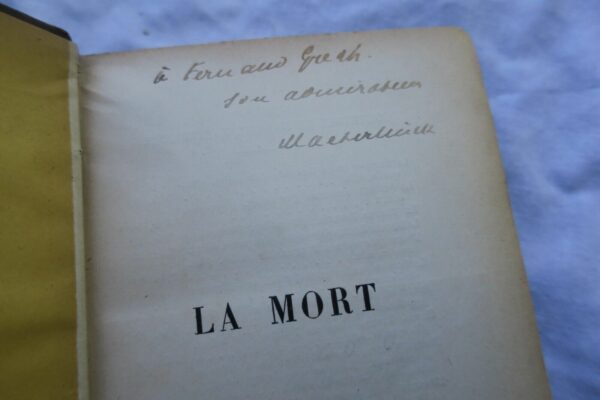 à Fernand Gregh.
son admirateur
Maeterlinck
LA MORT